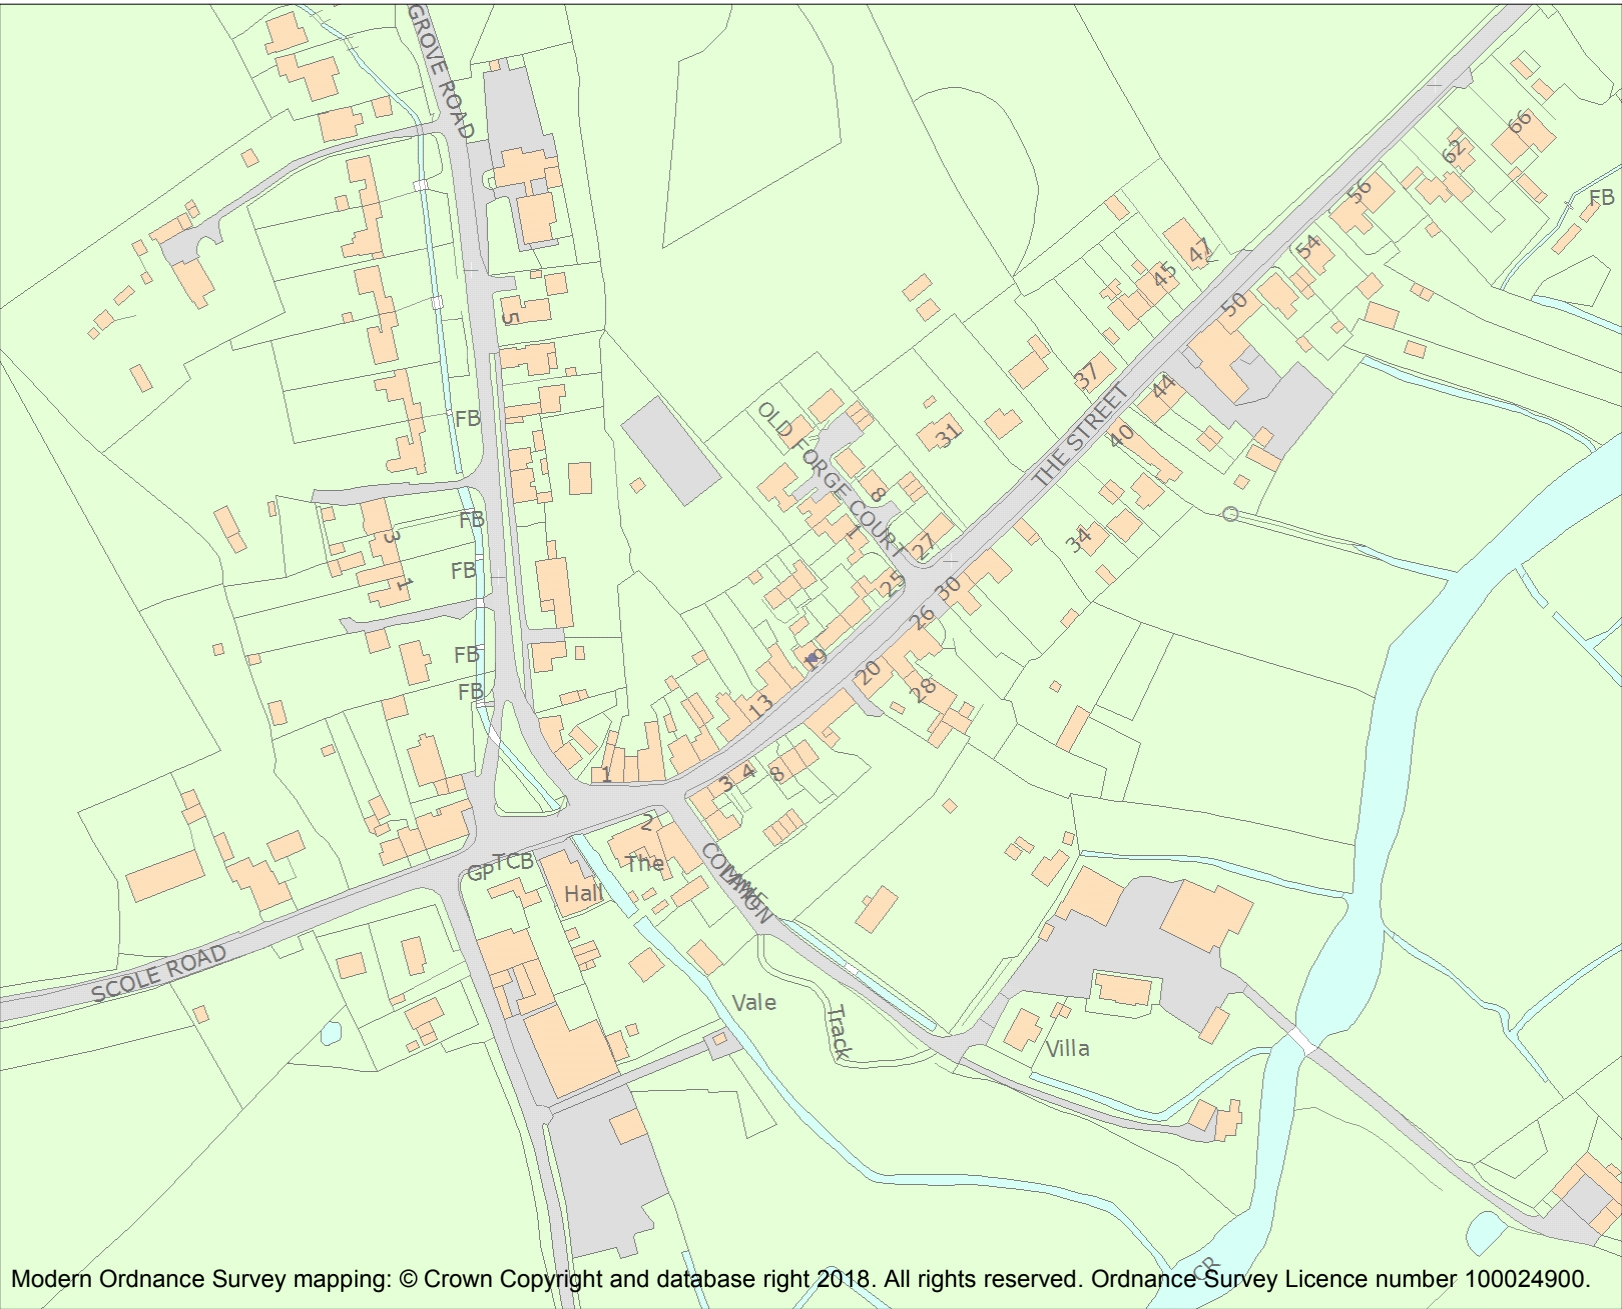 GROVE ROAD
66
62
FB
56
47
54
45
50
5
37
44
OLD FORGE COURT
THE STREET
FB
31
40
8
FB
3
1
27
34
FB
1
25
30
26
FB
19
20
28
FB
13
1
3
4
8
2
The
GP
TCB
COMMON
LANE
Hall
SCOLE ROAD
Vale
Track
Villa
CR
Modern Ordnance Survey mapping: © Crown Copyright and database right 2018. All rights reserved. Ordnance Survey Licence number 100024900.